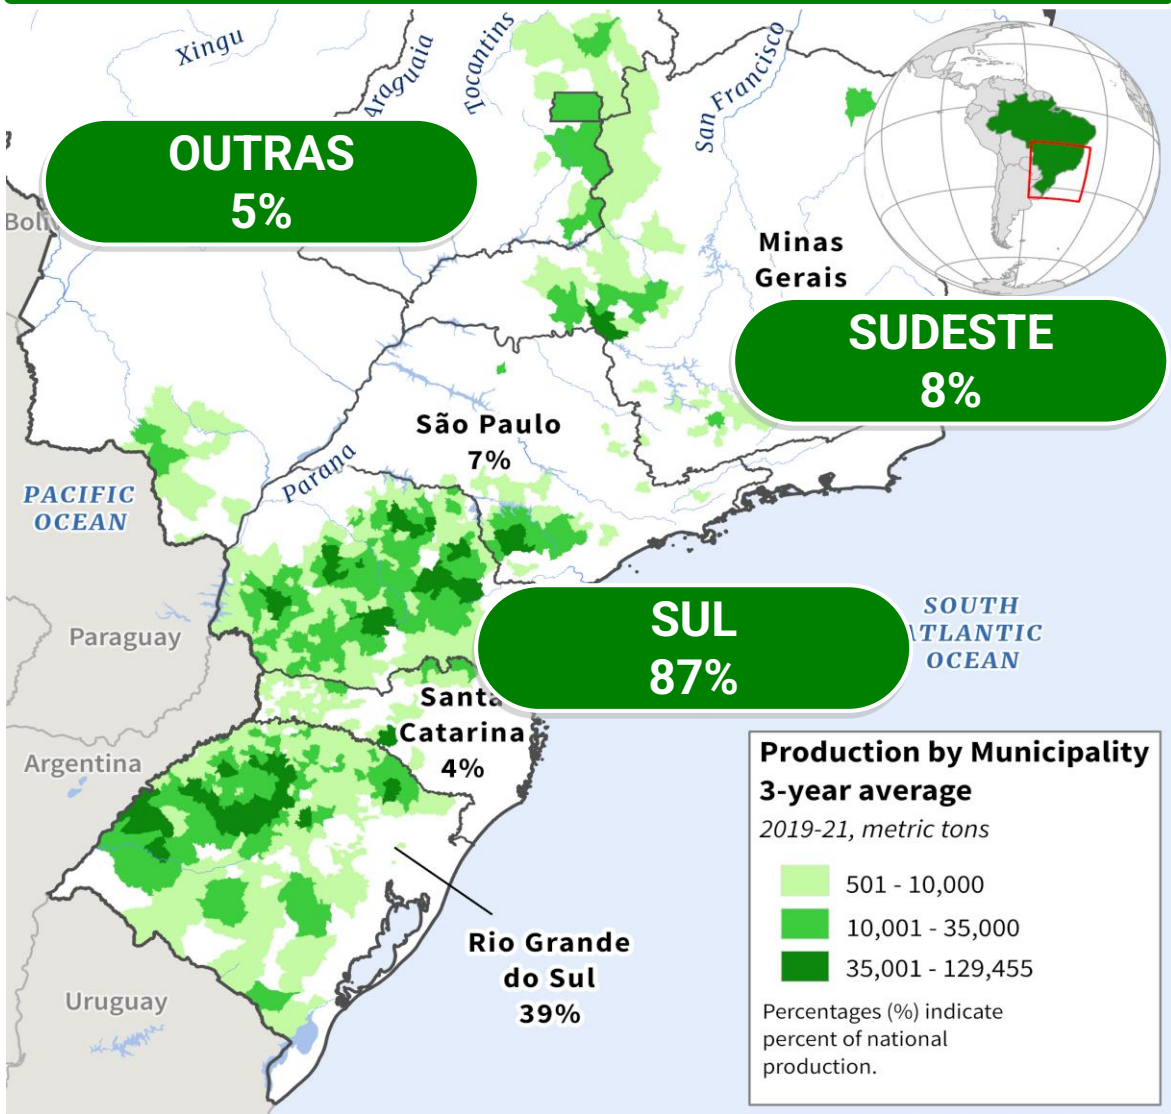 Xingu
Araguaia
Tocantins
San Francisco
OUTRAS
5%
Boli
Minas
Gerais
SUDESTE
8%
São Paulo
7%
Parana
PACIFIC
OCEAN
SUL
87%
SOUTH
ATLANTIC
OCEAN
Paraguay
Santa
Catarina
4%
Argentina
Rio Grande
do Sul
39%
Uruguay
Production by Municipality
3-year average
2019-21, metric tons
501 - 10,000
10,001 - 35,000
35,001 - 129,455
Percentages (%) indicate
percent of national
production.